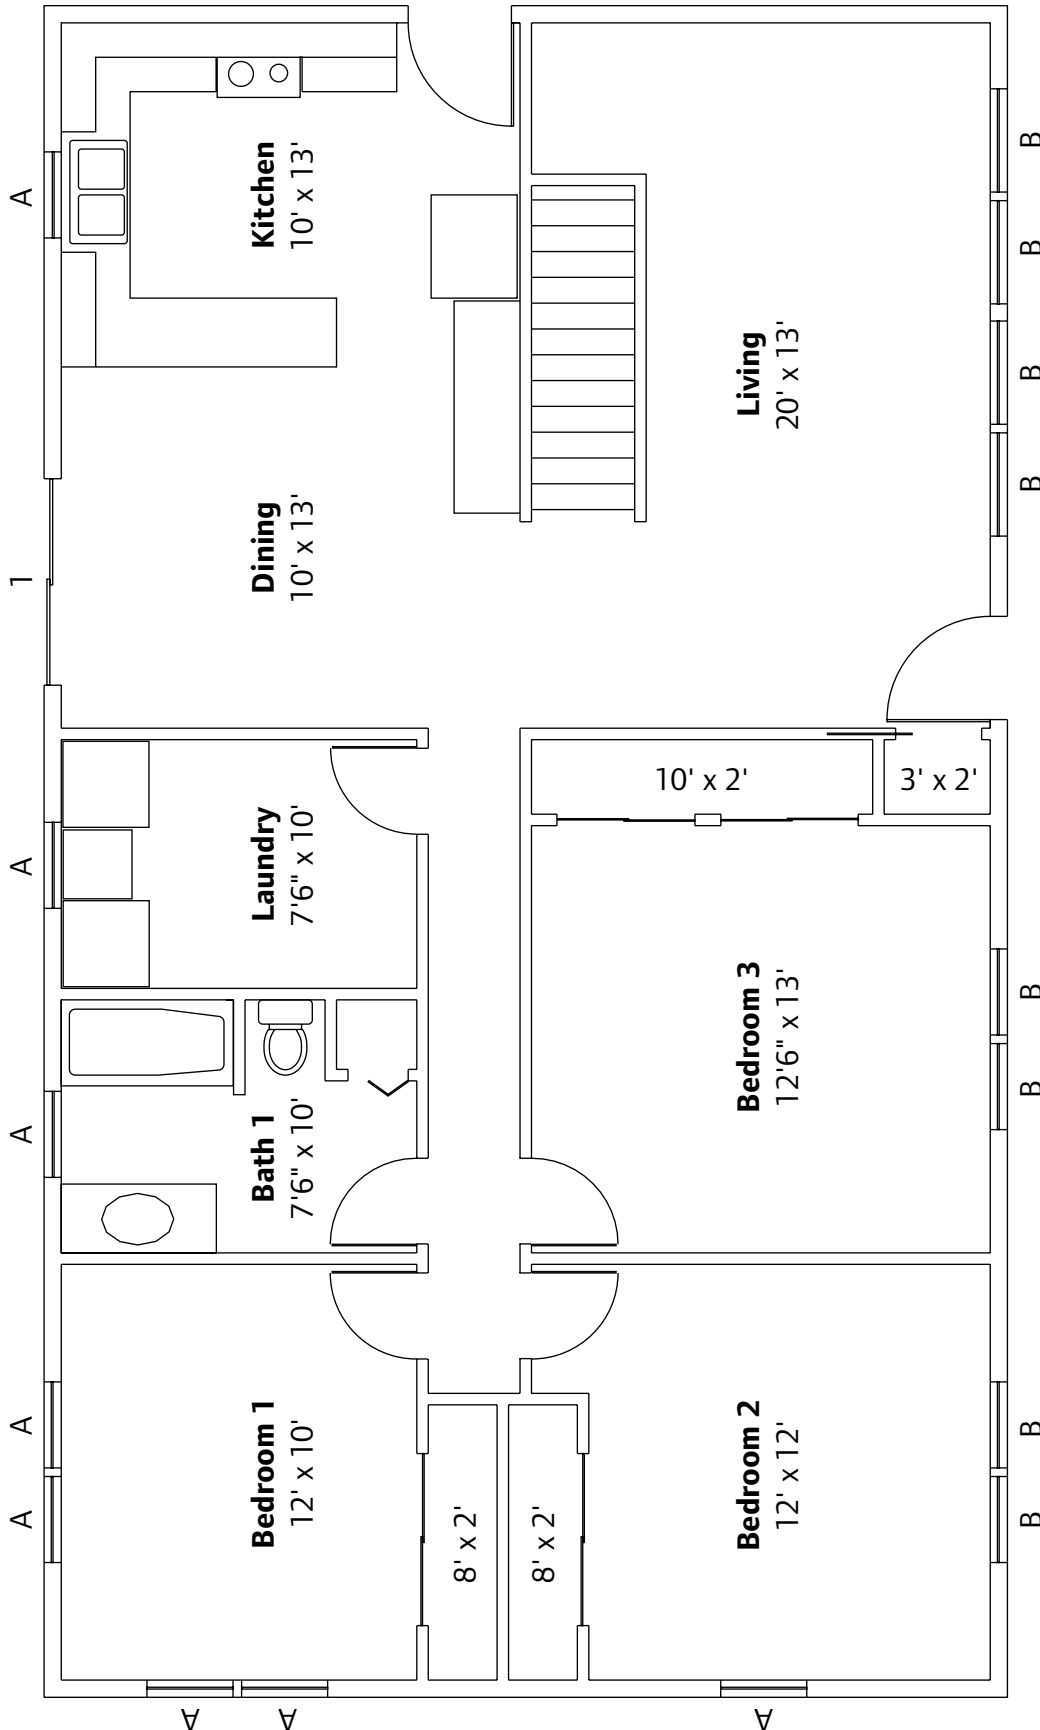 A
A
A
A
1
A
Bedroom 1
12' x 10'
Bath 1
7'6" x 10'
Laundry
7'6" x 10'
Dining
10' x 13'
Kitchen
10' x 13'
8' x 2'
8' x 2'
10' x 2'
3' x 2'
Bedroom 2
12' x 12'
Bedroom 3
12'6" x 13'
Living
20' x 13'
A
A
A
B
B
B
B
B
B
B
B